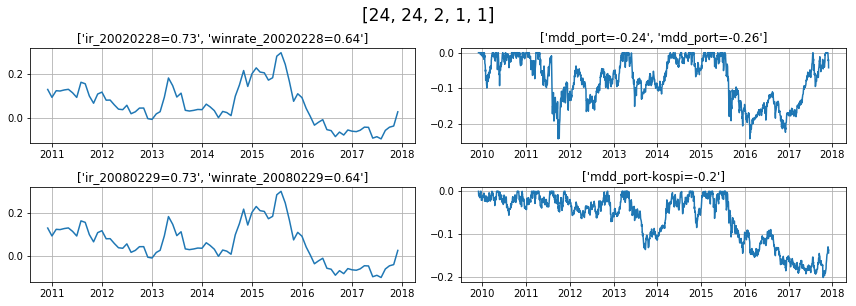 [24, 24, 2, 1, 1]
['ir_20020228=0.73', 'winrate_20020228=0.64']
0.2
0.0
2011 2012 2013 2014 2015 2016 2017 2018
['mdd_port=-0.24', 'mdd_port=-0.26']
0.0
−0.1
−0.2
2010 2011 2012 2013 2014 2015 2016 2017 2018
['ir_20080229=0.73', 'winrate_20080229=0.64']
0.2
0.0
2011 2012 2013 2014 2015 2016 2017 2018
['mdd_port-kospi=-0.2']
0.0
−0.1
−0.2
2010 2011 2012 2013 2014 2015 2016 2017 2018